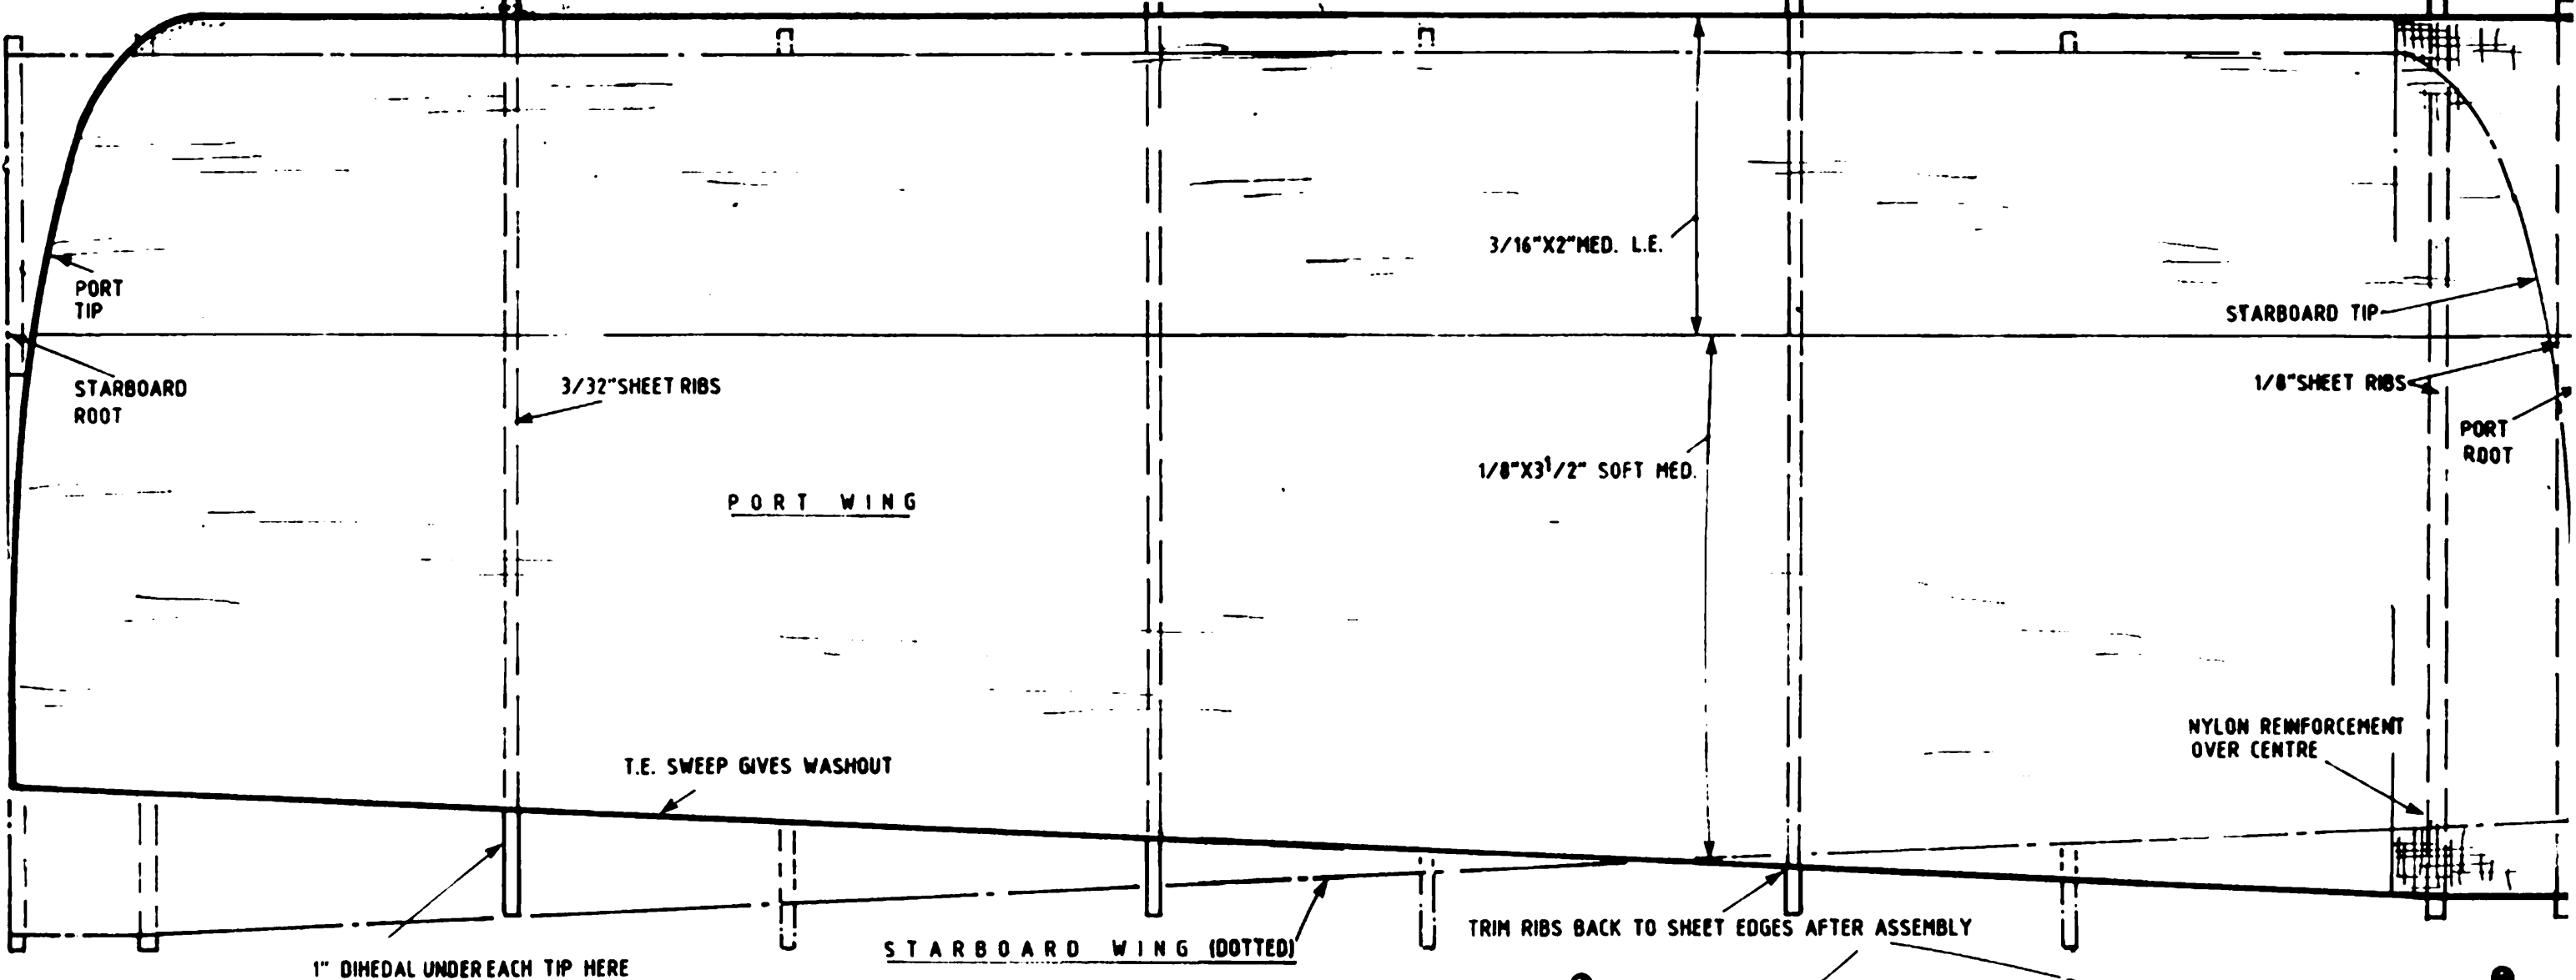 3/16"X2"MED. L.E.
PORT
TIP
STARBOARD TIP
STARBOARD
ROOT
3/32"SHEET RIBS
1/8"SHEET RIBS
PORT
ROOT
1/8"X3 1/2" SOFT MED.
PORT WING
NYLON REINFORCEMENT
OVER CENTRE
T.E. SWEEP GIVES WASHOUT
TRIM RIBS BACK TO SHEET EDGES AFTER ASSEMBLY
STARBOARD WING (DOTTED)
1" DIHEDAL UNDER EACH TIP HERE